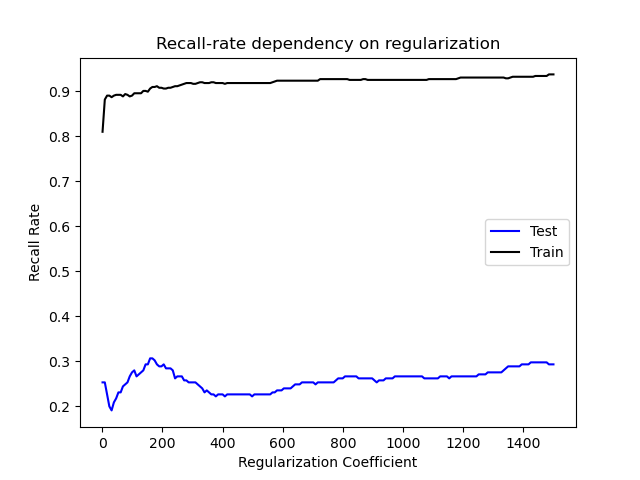 Recall-rate dependency on regularization
Recall Rate
0.9
0.8
0.7
0.6
0.5
0.4
0.3
0.2
Test
Train
0 200 400 600 800 1000 1200 1400
Regularization Coefficient